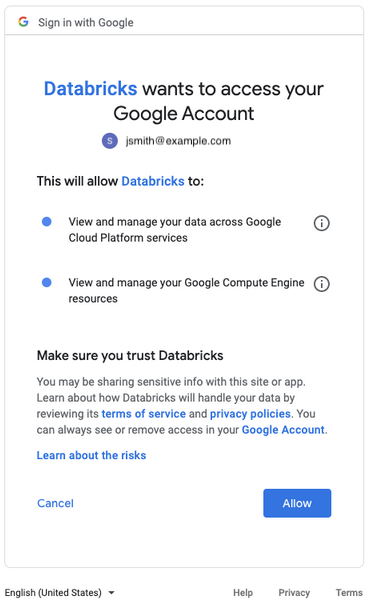 Sign in with Google
Databricks wants to access your
Google Account
S jsmith@example.com
This will allow Databricks to:
View and manage your data across Google
Cloud Platform services
View and manage your Google Compute Engine
resources
Make sure you trust Databricks
You may be sharing sensitive info with this site or app.
Learn about how Databricks will handle your data by
reviewing its terms of service and privacy policies. You
can always see or remove access in your Google Account.
Learn about the risks
Cancel Allow
English (United States) Help Privacy Terms